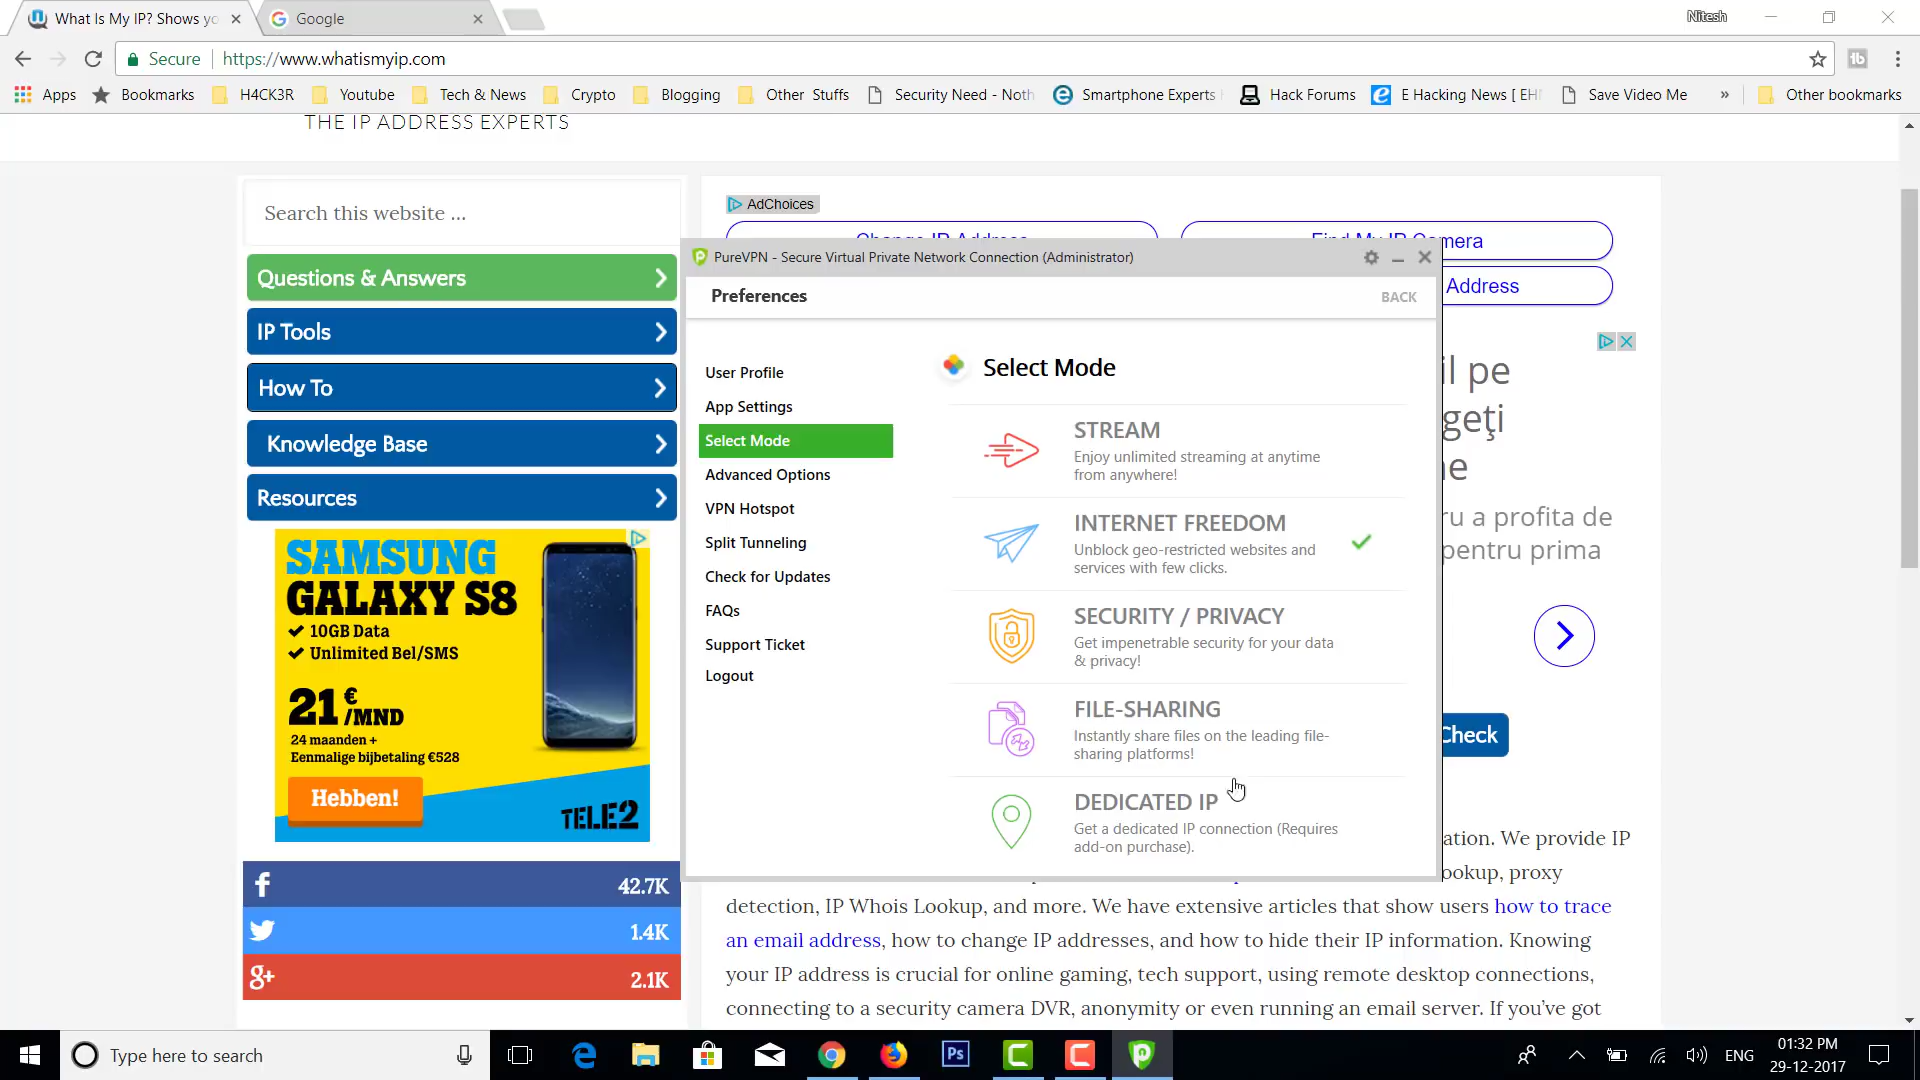 What Is My IP? Shows yo
Google
Nitesh
Secure
https://www.whatismyip.com
Apps
Bookmarks
H4CK3R
Youtube
Tech & News
Crypto
Blogging
Other Stuffs
Security Need - Noth
Smartphone Experts
Hack Forums
E Hacking News [ EH
Save Video Me
»
Other bookmarks
THE IP ADDRESS EXPERTS
Search this website ...
Questions & Answers
IP Tools
How To
Knowledge Base
Resources
SAMSUNG
GALAXY S8
10GB Data
Unlimited Bel/SMS
21 €
/MND
24 maanden +
Eenmalige bijbetaling €528
Hebben!
TELE2
42.7K
1.4K
2.1K
AdChoices
Change IP Address
Find My IP Camera
Address
PureVPN - Secure Virtual Private Network Connection (Administrator)
Preferences
BACK
User Profile
App Settings
Select Mode
Advanced Options
VPN Hotspot
Split Tunneling
Check for Updates
FAQs
Support Ticket
Logout
Select Mode
STREAM
Enjoy unlimited streaming at anytime
from anywhere!
INTERNET FREEDOM
Unblock geo-restricted websites and
services with few clicks.
SECURITY / PRIVACY
Get impenetrable security for your data
& privacy!
FILE-SHARING
Instantly share files on the leading file-
sharing platforms!
DEDICATED IP
Get a dedicated IP connection (Requires
add-on purchase).
il pe
geți
ne
ru a profita de
pentru prima
Check
ation. We provide IP
ookup, proxy
detection, IP Whois Lookup, and more. We have extensive articles that show users how to trace
an email address, how to change IP addresses, and how to hide their IP information. Knowing
your IP address is crucial for online gaming, tech support, using remote desktop connections,
connecting to a security camera DVR, anonymity or even running an email server. If you've got
Type here to search
Ps
ENG
01:32 PM
29-12-2017